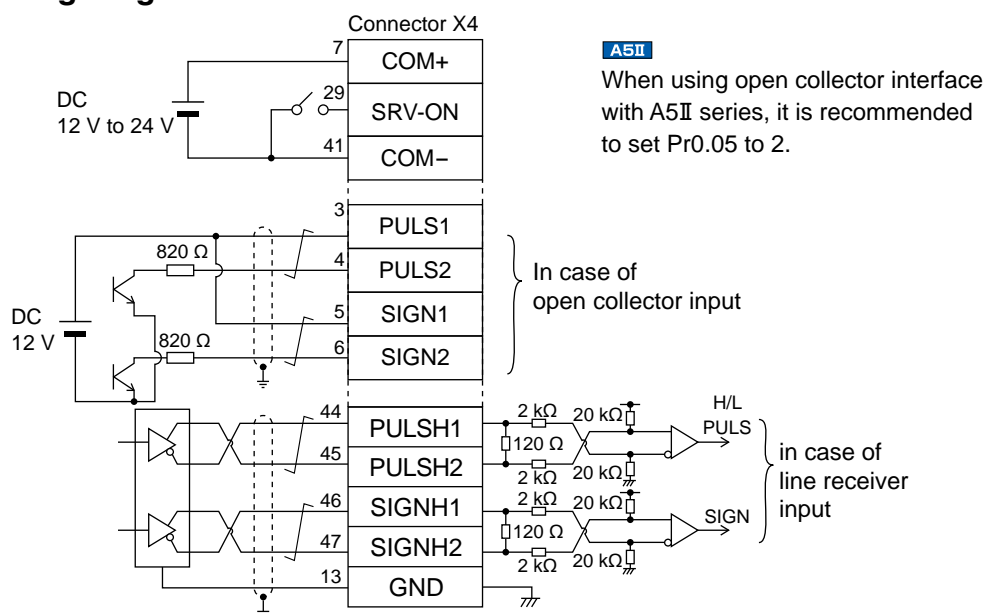 Connector X4
7
COM+
29
SRV-ON
41
COM−
DC
12 V to 24 V
A5II
When using open collector interface
with A5II series, it is recommended
to set Pr0.05 to 2.
3
PULS1
820 Ω
4
PULS2
5
SIGN1
820 Ω
6
SIGN2
DC
12 V
In case of
open collector input
44
PULSH1
45
PULSH2
46
SIGNH1
47
SIGNH2
13
GND
2 kΩ
20 kΩ
H/L
PULS
120 Ω
2 kΩ
20 kΩ
2 kΩ
20 kΩ
SIGN
120 Ω
2 kΩ
20 kΩ
in case of
line receiver
input